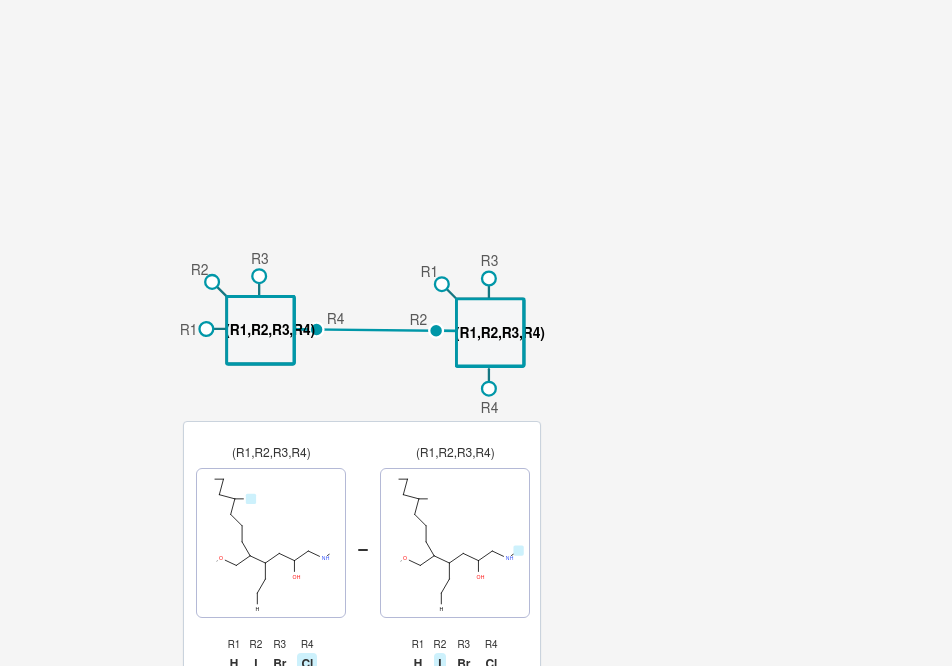 R3
R2
R1
(R1,R2,R3,R4)
R4
R3
R1
R2
(R1,R2,R3,R4)
R4
(R1,R2,R3,R4) (R1,R2,R3,R4)
O OH NH H
O OH NH H
R1 R2 R3 R4 R1 R2 R3 R4
H I Br Cl H I Br Cl